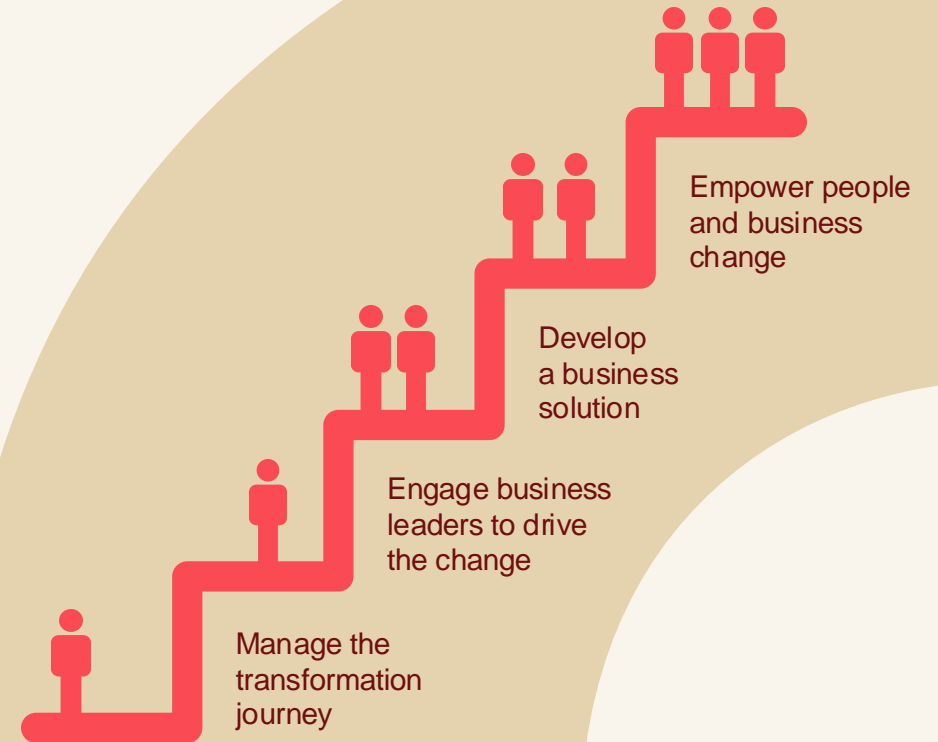 Empower people
and business
change
Develop
a business
solution
Engage business
leaders to drive
the change
Manage the
transformation
journey